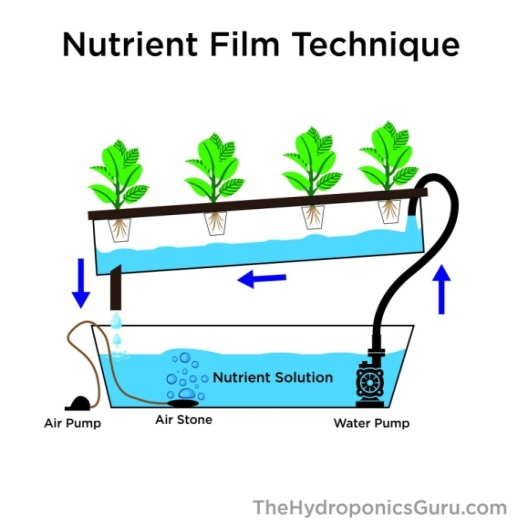 Nutrient Film Technique
Nutrient Solution
Air Pump
Air Stone
Water Pump
TheHydroponicsGuru.com